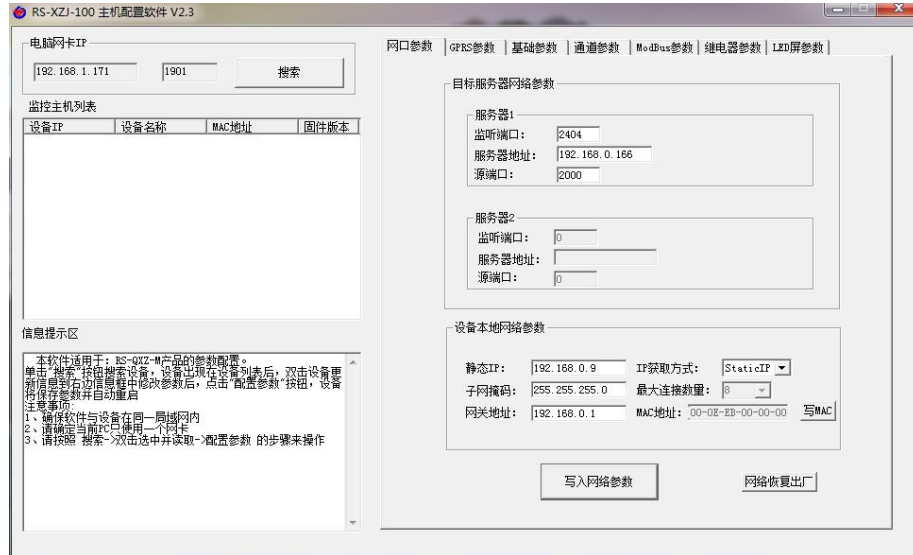 RS-XZJ-100 主机配置软件 V2.3
电脑网卡IP
192.168.1.171 1901 搜索
监控主机列表
设备IP 设备名称 MAC地址 固件版本
信息提示区
本软件适用于：RS-QXZ-M产品的参数配置。
单击"搜索"按钮搜索设备，设备出现在设备列表后，双击设备更
新信息到右边信息框中修改参数后，点击"配置参数"按钮，设备
将保存参数并自动重启
注意事项：
1、确保软件与设备在同一局域网内
2、请确定当前PC只使用一个网卡
3、请按照 搜索->双击选中并读取->配置参数 的步骤来操作
网口参数 GPRS参数 基础参数 通道参数 ModBus参数 继电器参数 LED屏参数
目标服务器网络参数
服务器1
监听端口： 2404
服务器地址： 192.168.0.166
源端口： 2000
服务器2
监听端口： 0
服务器地址：
源端口： 0
设备本地网络参数
静态IP： 192.168.0.9 IP获取方式： StaticIP
子网掩码： 255.255.255.0 最大连接数量： 8
网关地址： 192.168.0.1 MAC地址： 00-0E-EB-00-00-00 写MAC
写入网络参数 网络恢复出厂